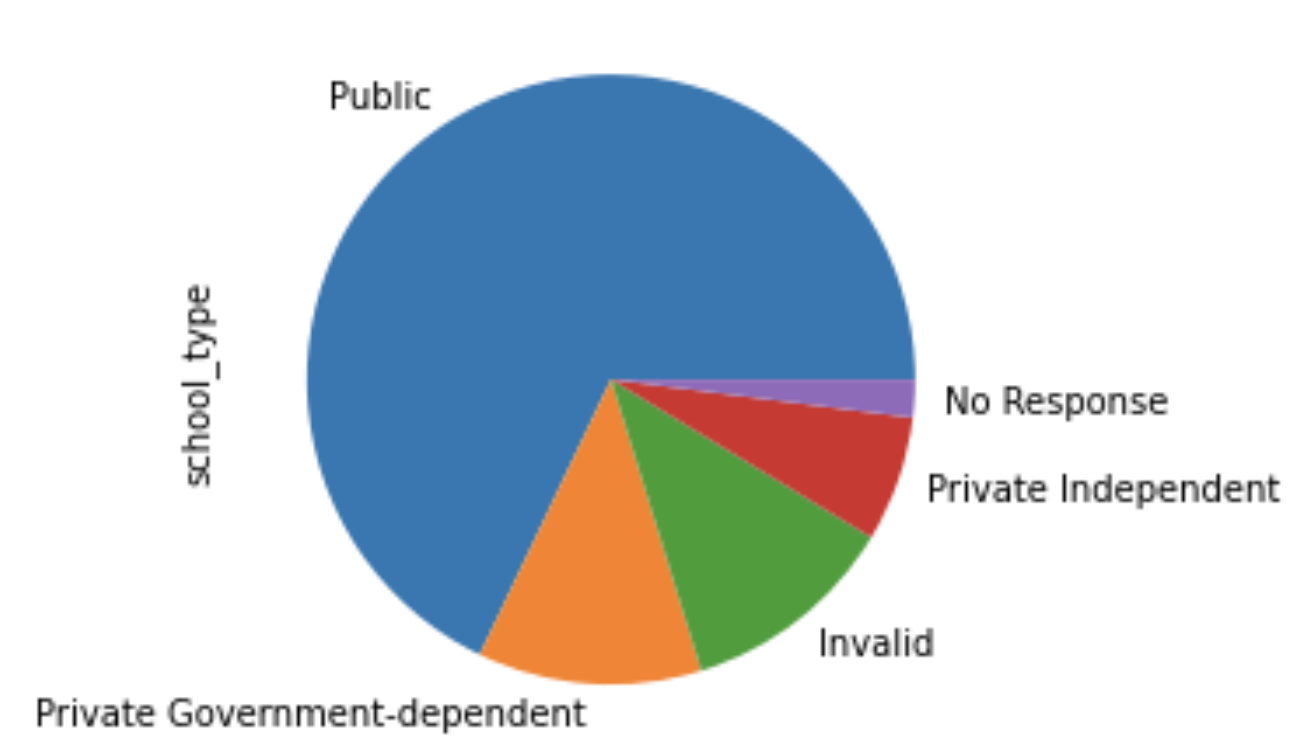 Public
school_type
No Response
Private Independent
Invalid
Private Government-dependent